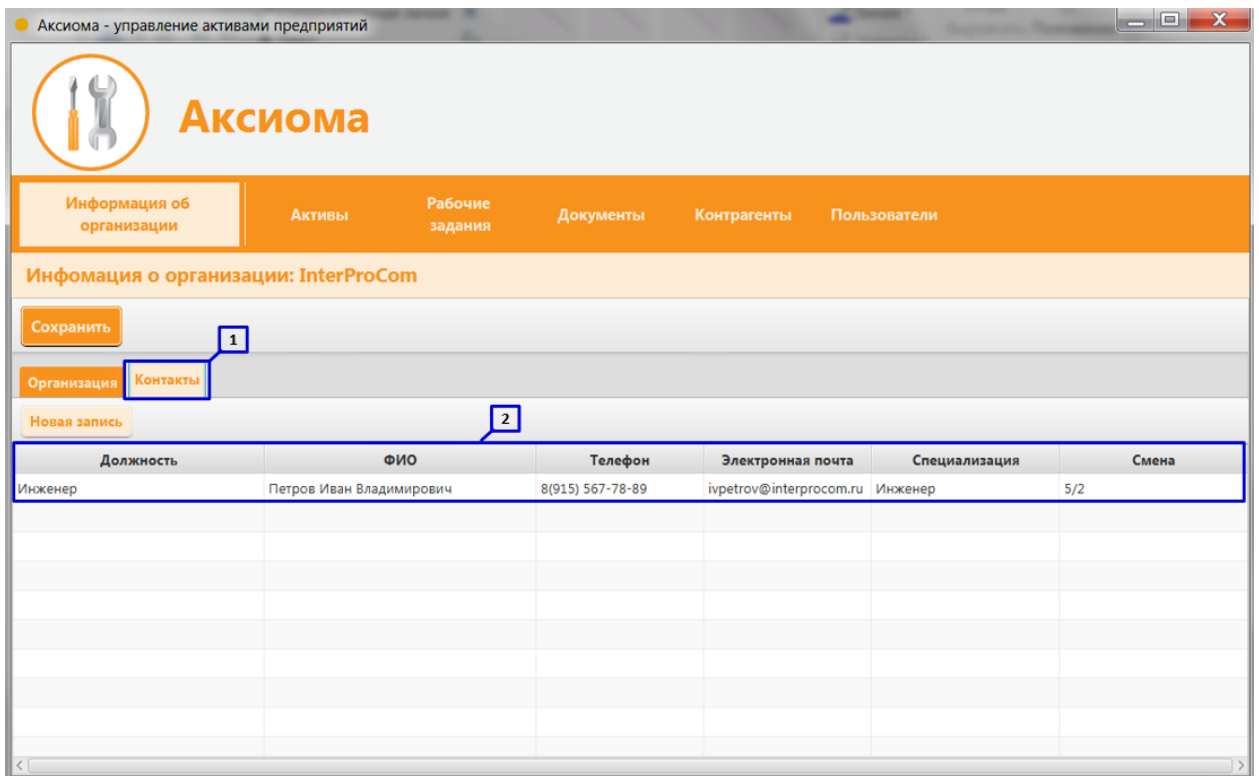 Аксиома - управление активами предприятий
Аксиома
Информация об
организации
Активы
Рабочие
задания
Документы
Контрагенты
Пользователи
Инфомация о организации: InterProCom
Сохранить
1
Организация Контакты
Новая запись
2
Должность ФИО Телефон Электронная почта Специализация Смена
Инженер Петров Иван Владимирович 8(915) 567-78-89 ivpetrov@interprocom.ru Инженер 5/2